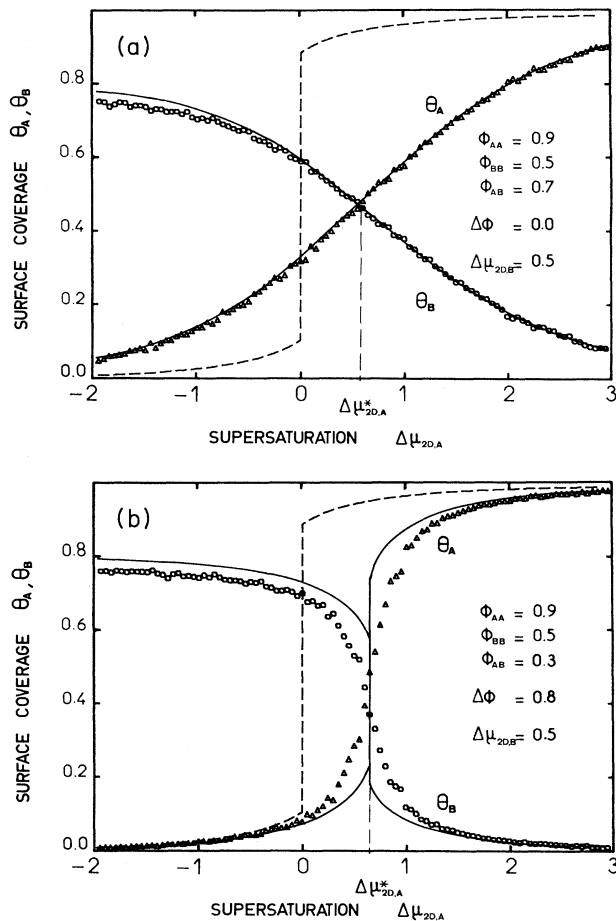 (a)
SURFACE COVERAGE θA, θB
0.8
0.6
0.4
0.2
0.0
θA
ΦAA = 0.9
ΦBB = 0.5
ΦAB = 0.7
ΔΦ = 0.0
Δμ2D,B = 0.5
θB
−2 −1 0 1 2 3
Δμ*2D,A
SUPERSATURATION Δμ2D,A
(b)
SURFACE COVERAGE θA, θB
0.8
0.6
0.4
0.2
0.0
θA
ΦAA = 0.9
ΦBB = 0.5
ΦAB = 0.3
ΔΦ = 0.8
Δμ2D,B = 0.5
θB
−2 −1 0 1 2 3
Δμ*2D,A
SUPERSATURATION Δμ2D,A